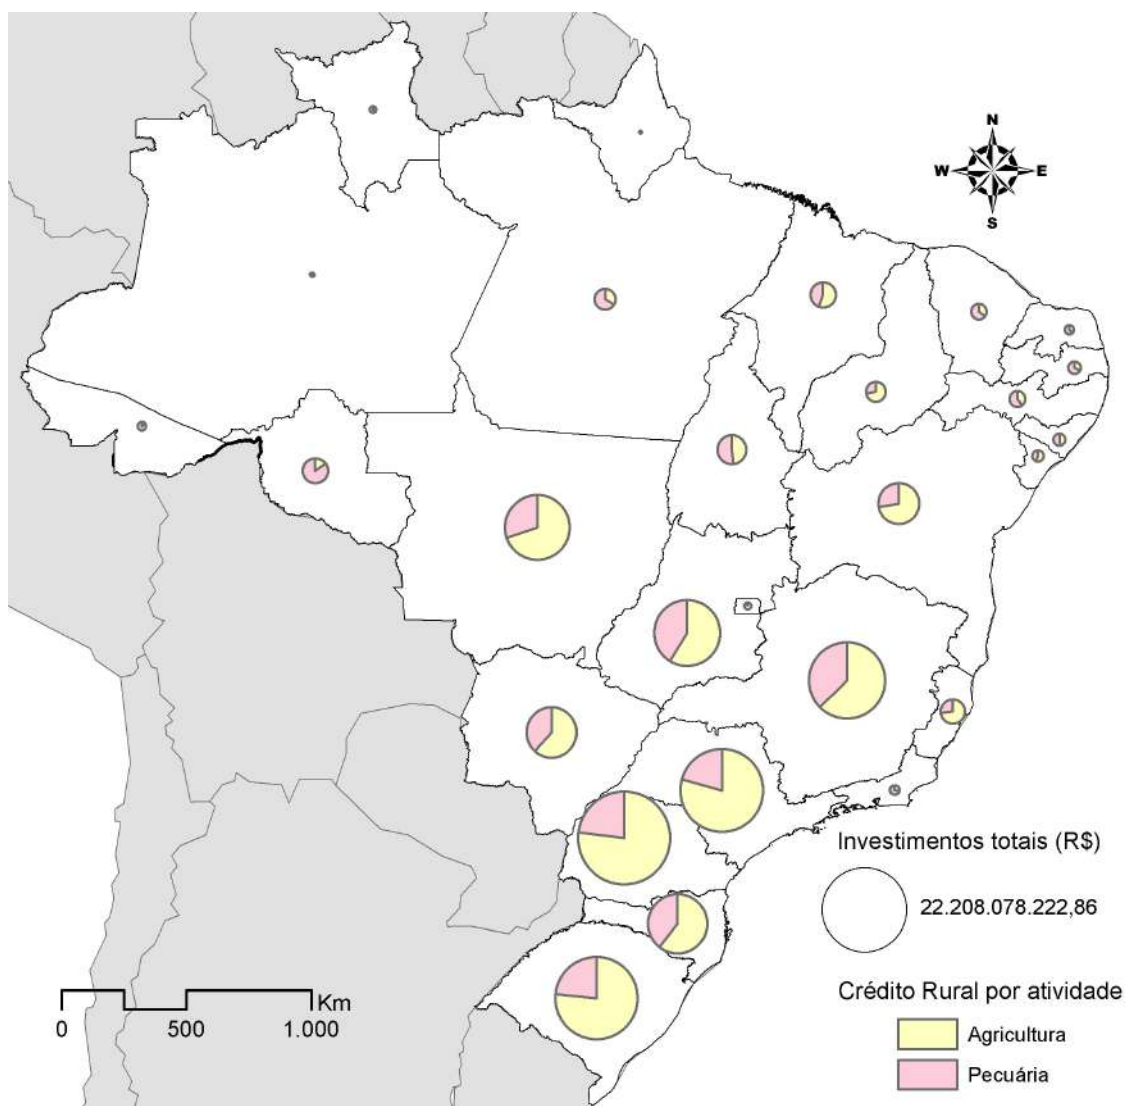 N
W E
S
Investimentos totais (R$)
22.208.078.222,86
Crédito Rural por atividade
Agricultura
Pecuária
Km
0 500 1.000